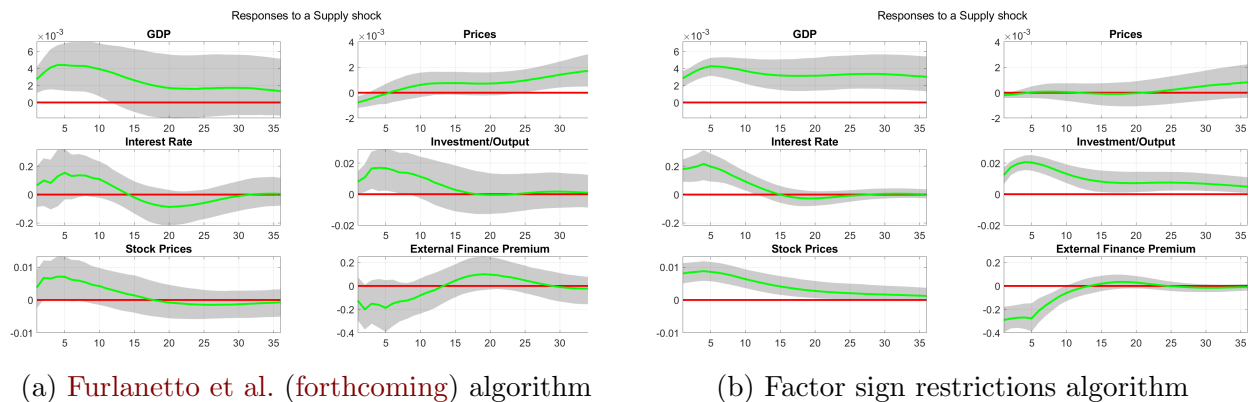 Responses to a Supply shock
×10⁻³ GDP
6
4
2
0
5 10 15 20 25 30 35
×10⁻³ Prices
4
2
0
-2
5 10 15 20 25 30
Interest Rate
0.2
0
-0.2
5 10 15 20 25 30 35
Investment/Output
0.02
0
-0.02
5 10 15 20 25 30
Stock Prices
0.01
0
-0.01
5 10 15 20 25 30 35
External Finance Premium
0.2
0
-0.2
-0.4
5 10 15 20 25 30
(a) Furlanetto et al. (forthcoming) algorithm
Responses to a Supply shock
×10⁻³ GDP
6
4
2
0
5 10 15 20 25 30 35
×10⁻³ Prices
4
2
0
-2
5 10 15 20 25 30 35
Interest Rate
0.2
0
-0.2
5 10 15 20 25 30 35
Investment/Output
0.02
0
-0.02
5 10 15 20 25 30 35
Stock Prices
0.01
0
-0.01
5 10 15 20 25 30 35
External Finance Premium
0.2
0
-0.2
-0.4
5 10 15 20 25 30 35
(b) Factor sign restrictions algorithm